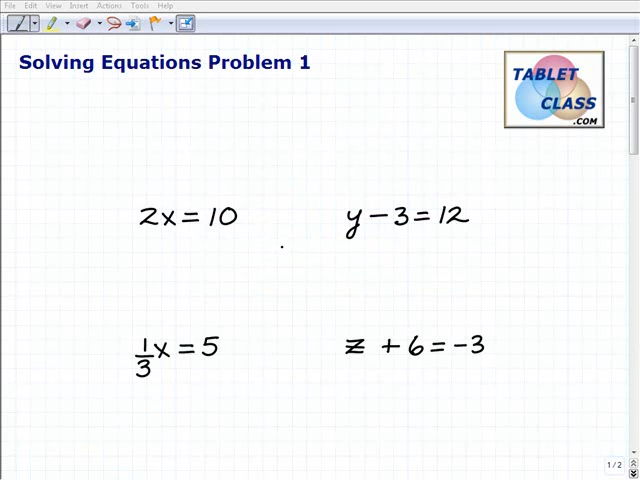 File Edit View Insert Actions Tools Help
Solving Equations Problem 1
TABLET
CLASS
.COM
2x = 10
y - 3 = 12
1/3 x = 5
z + 6 = -3
1/2